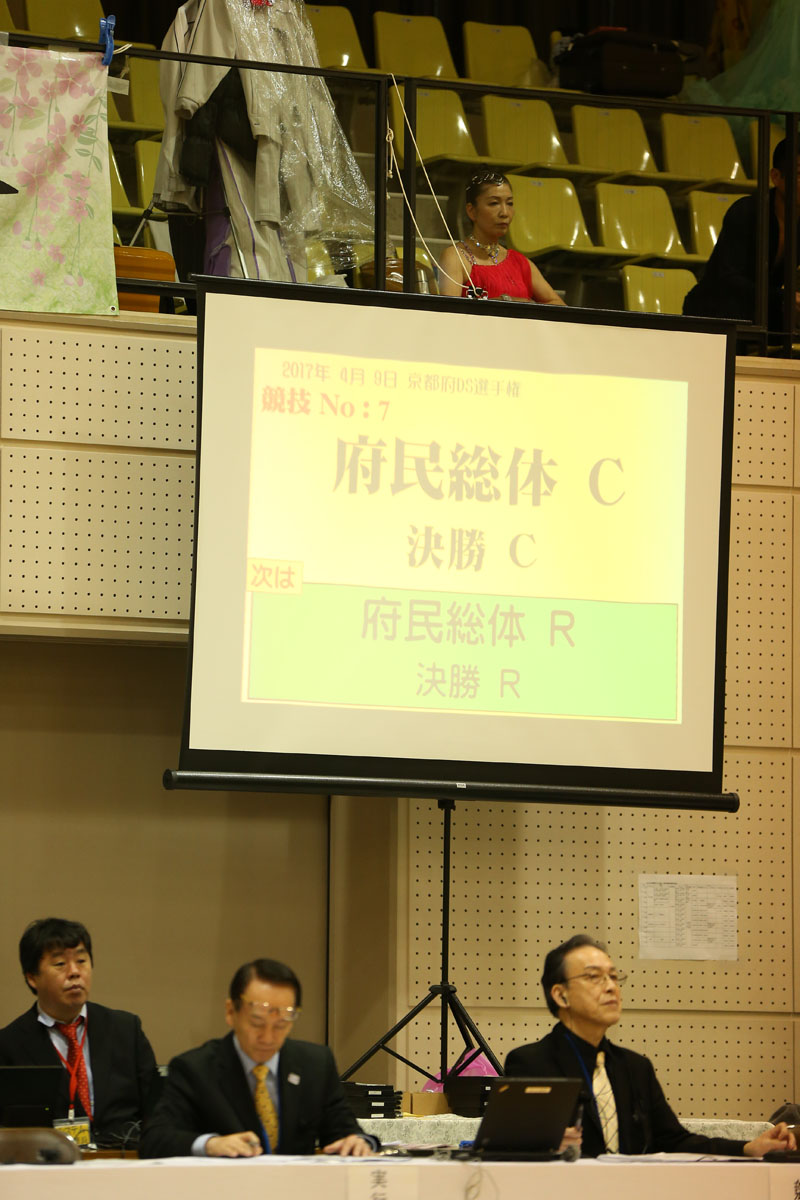 2017年 4月 9日 京都府DS選手権
競技 No : 7
府民総体 C
決勝 C
次は
府民総体 R
決勝 R